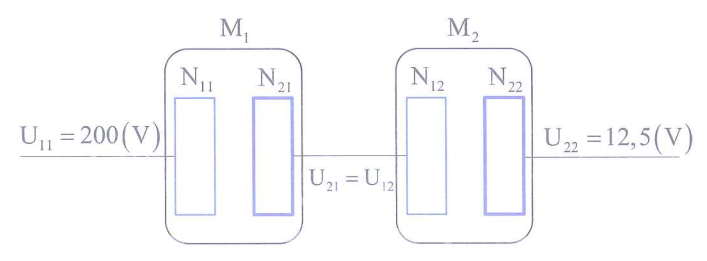 M₁ M₂
N₁₁ N₂₁ N₁₂ N₂₂
U₁₁ = 200(V) U₂₂ = 12,5(V)
U₂₁ = U₁₂